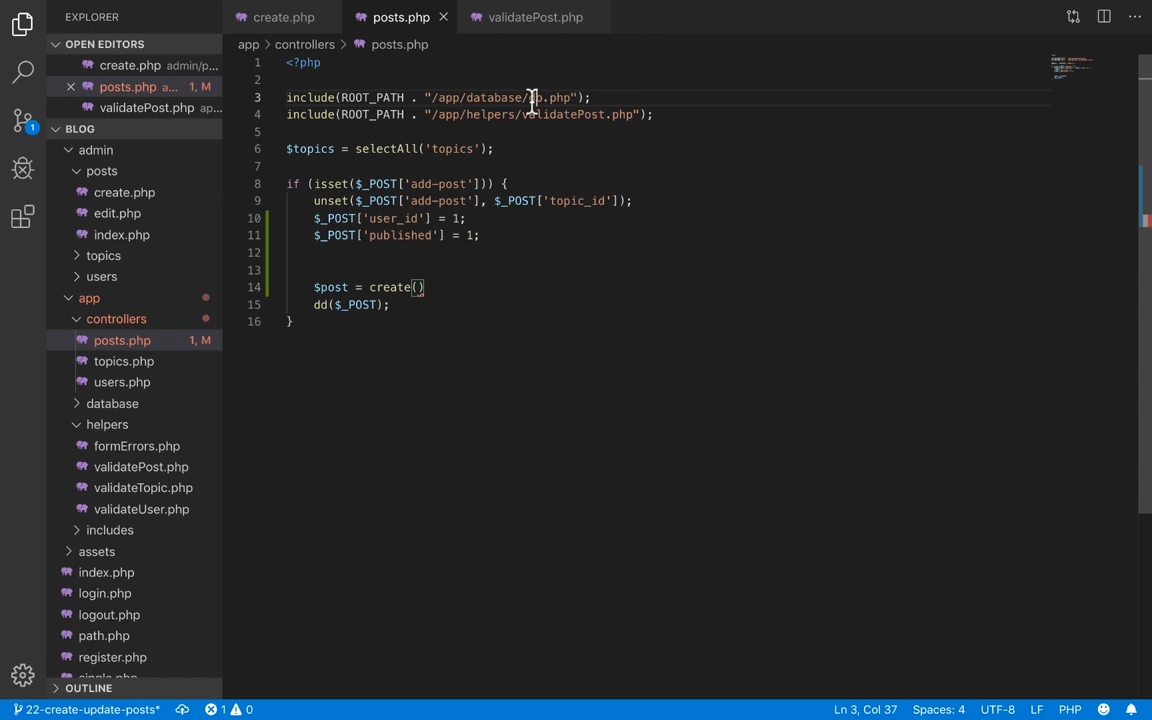 EXPLORER
OPEN EDITORS
create.php admin/p...
posts.php a... 1, M
validatePost.php ap...
BLOG
admin
posts
create.php
edit.php
index.php
topics
users
app
controllers
posts.php 1, M
topics.php
users.php
database
helpers
formErrors.php
validatePost.php
validateTopic.php
validateUser.php
includes
assets
index.php
login.php
logout.php
path.php
register.php
OUTLINE
1
create.php
posts.php
validatePost.php
app > controllers > posts.php
1 <?php
2
3 include(ROOT_PATH . "/app/database/db.php");
4 include(ROOT_PATH . "/app/helpers/validatePost.php");
5
6 $topics = selectAll('topics');
7
8 if (isset($_POST['add-post'])) {
9 unset($_POST['add-post'], $_POST['topic_id']);
10 $_POST['user_id'] = 1;
11 $_POST['published'] = 1;
12
13
14 $post = create()
15 dd($_POST);
16 }
22-create-update-posts* 1 0 Ln 3, Col 37 Spaces: 4 UTF-8 LF PHP